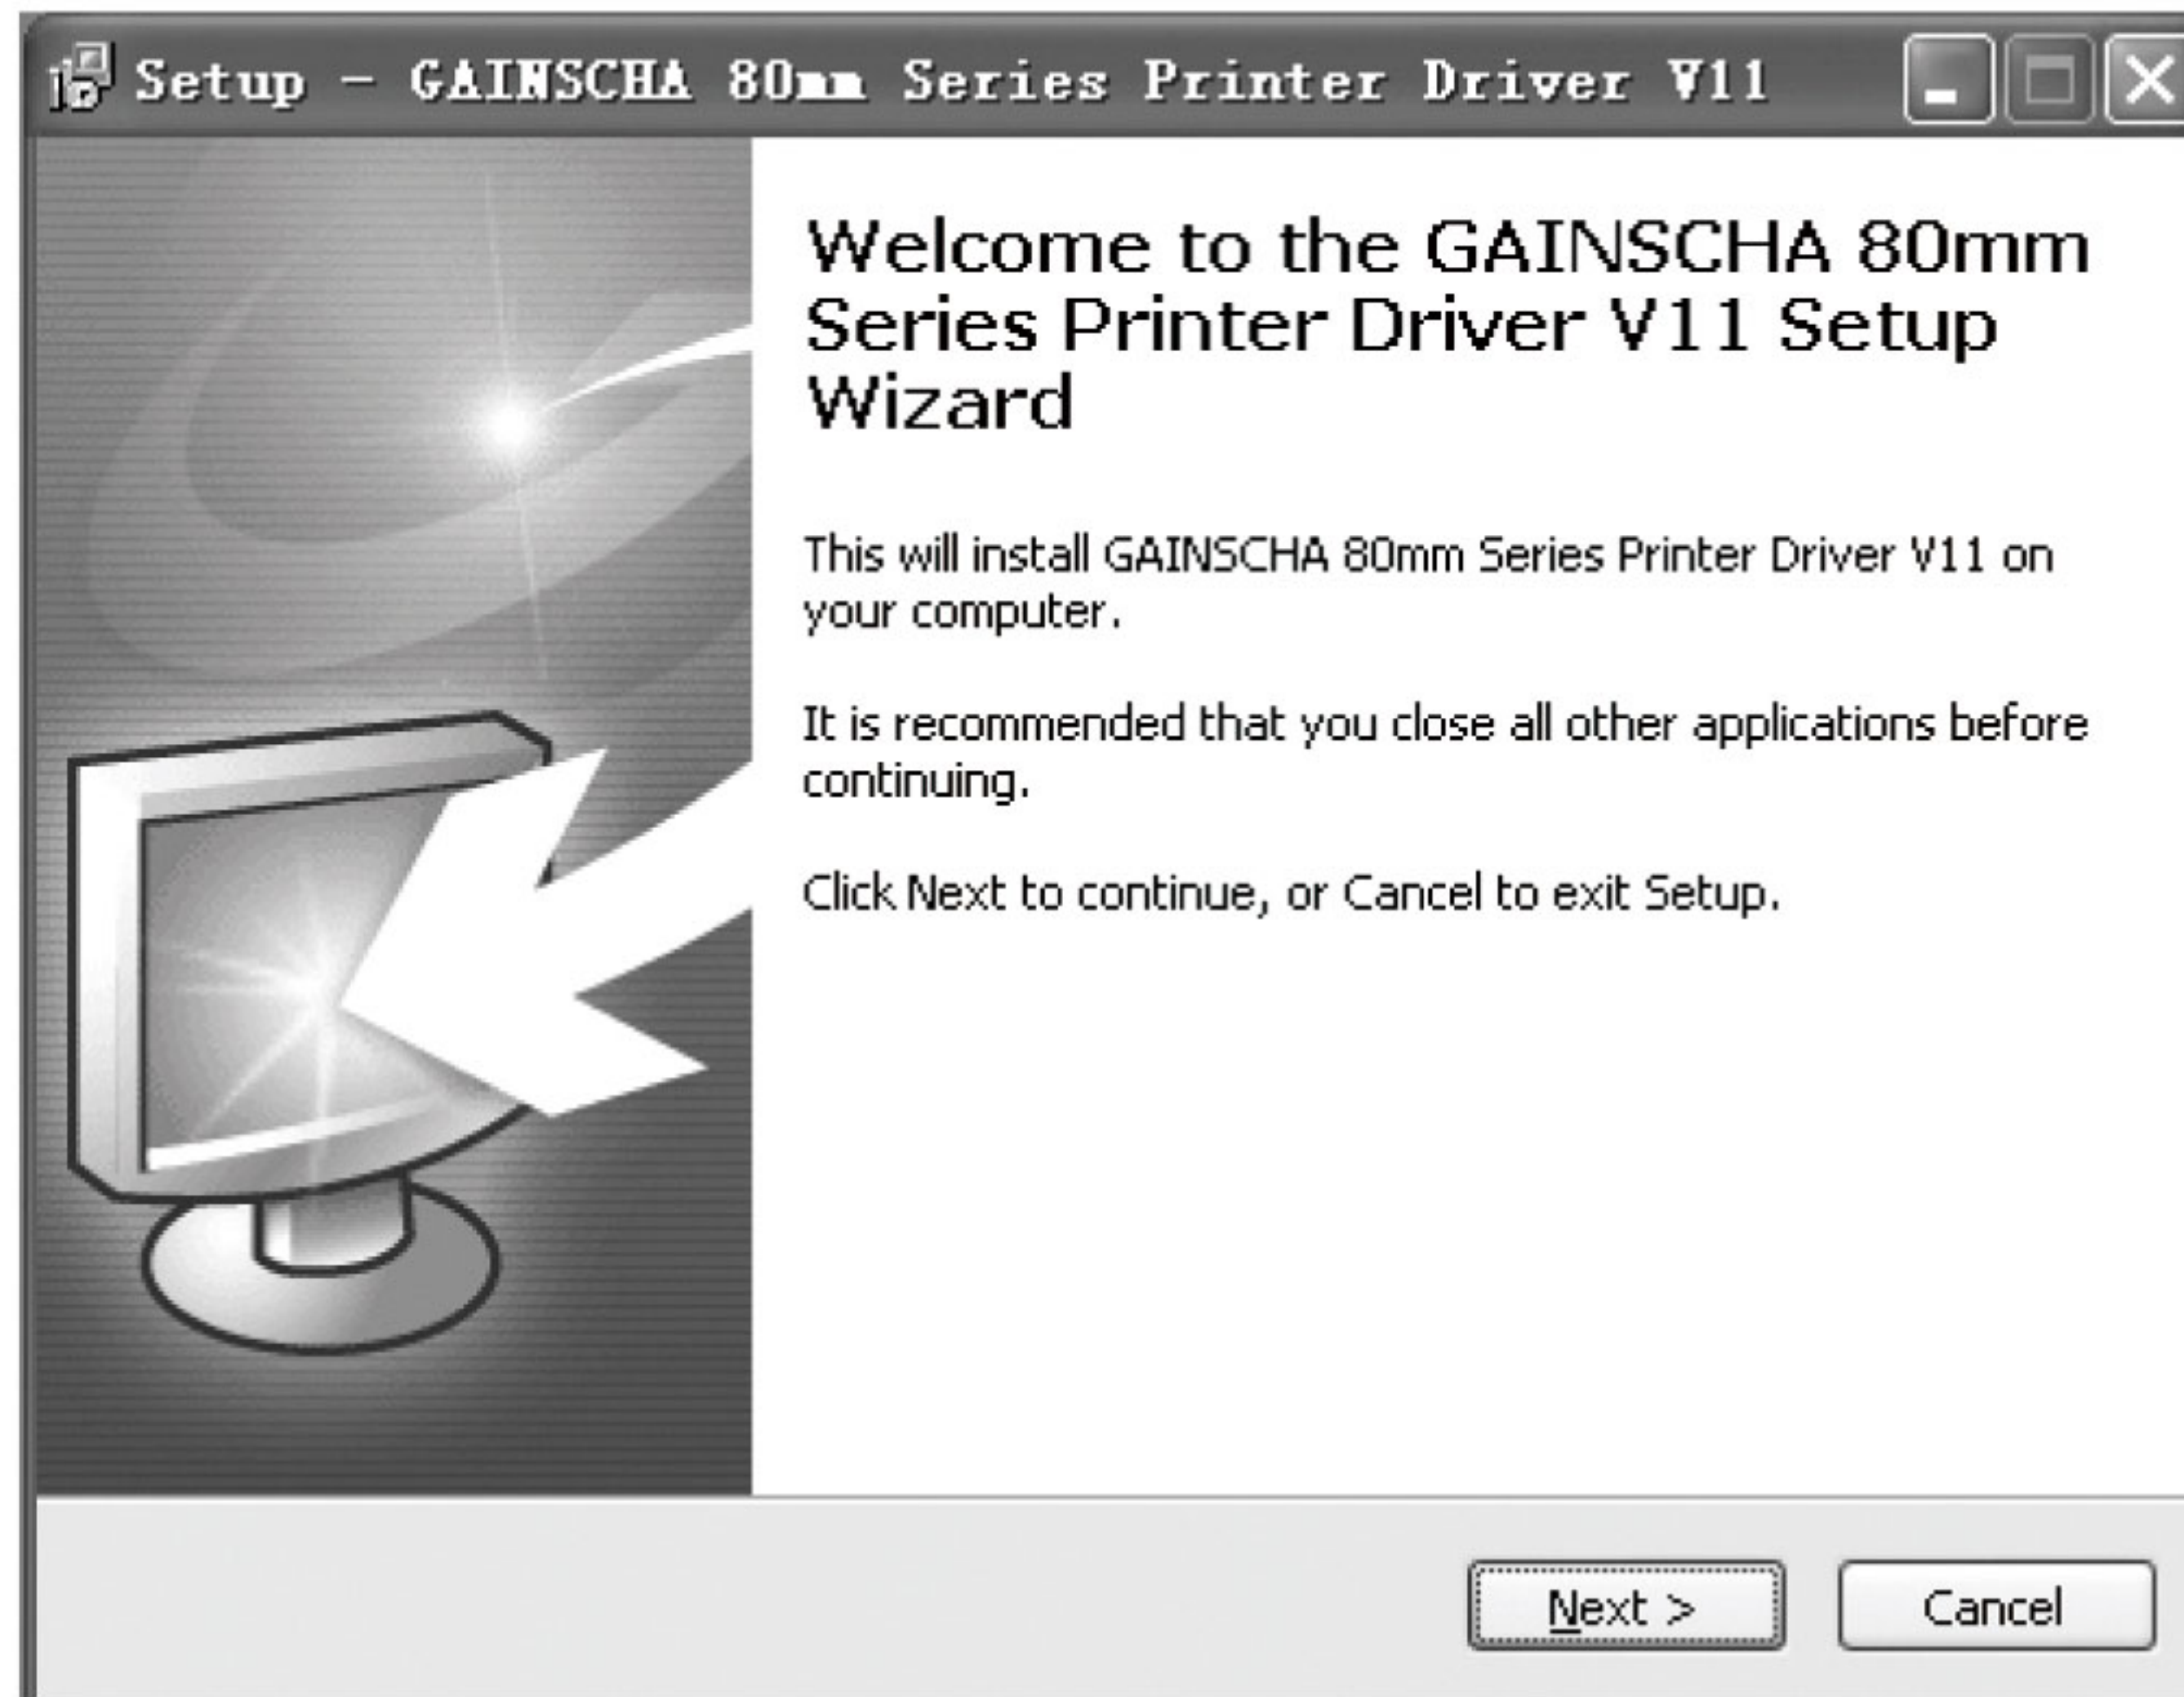 Setup - GAINSCHA 80mm Series Printer Driver V11
Welcome to the GAINSCHA 80mm
Series Printer Driver V11 Setup
Wizard
This will install GAINSCHA 80mm Series Printer Driver V11 on
your computer.
It is recommended that you close all other applications before
continuing.
Click Next to continue, or Cancel to exit Setup.
Next > Cancel